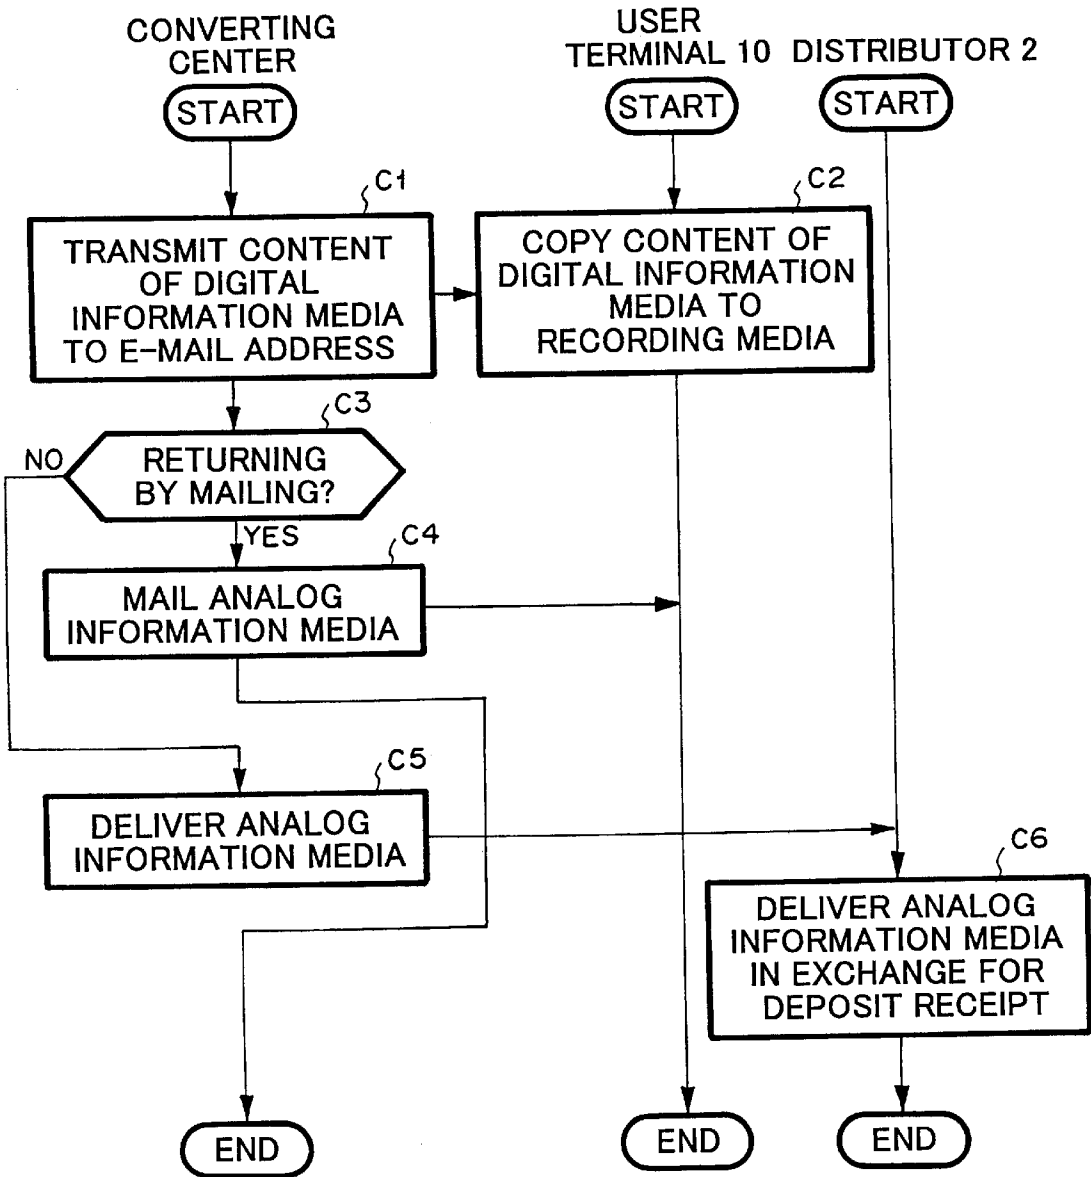 CONVERTING
CENTER
USER
TERMINAL 10
DISTRIBUTOR 2
START
START
START
C1
TRANSMIT CONTENT
OF DIGITAL
INFORMATION MEDIA
TO E-MAIL ADDRESS
C2
COPY CONTENT OF
DIGITAL INFORMATION
MEDIA TO
RECORDING MEDIA
C3
RETURNING
BY MAILING?
NO
YES
C4
MAIL ANALOG
INFORMATION MEDIA
C5
DELIVER ANALOG
INFORMATION MEDIA
C6
DELIVER ANALOG
INFORMATION MEDIA
IN EXCHANGE FOR
DEPOSIT RECEIPT
END
END
END